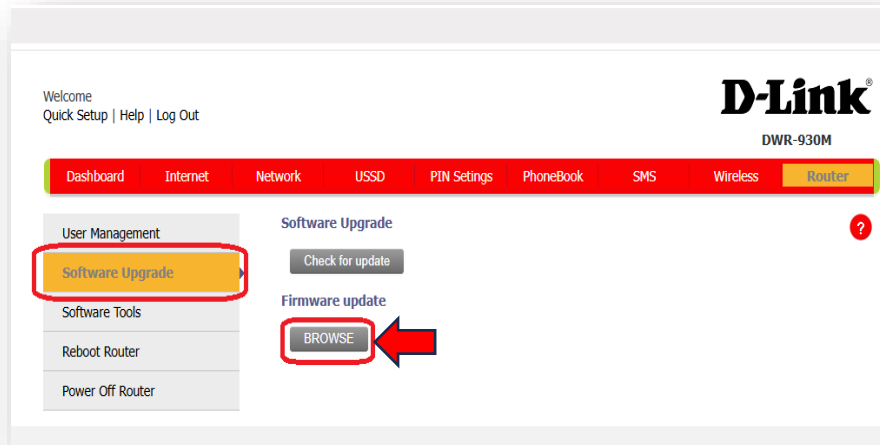 Welcome
Quick Setup | Help | Log Out
D-Link®
DWR-930M
Dashboard Internet Network USSD PIN Setings PhoneBook SMS Wireless Router
User Management
Software Upgrade
Software Tools
Reboot Router
Power Off Router
Software Upgrade
?
Check for update
Firmware update
BROWSE